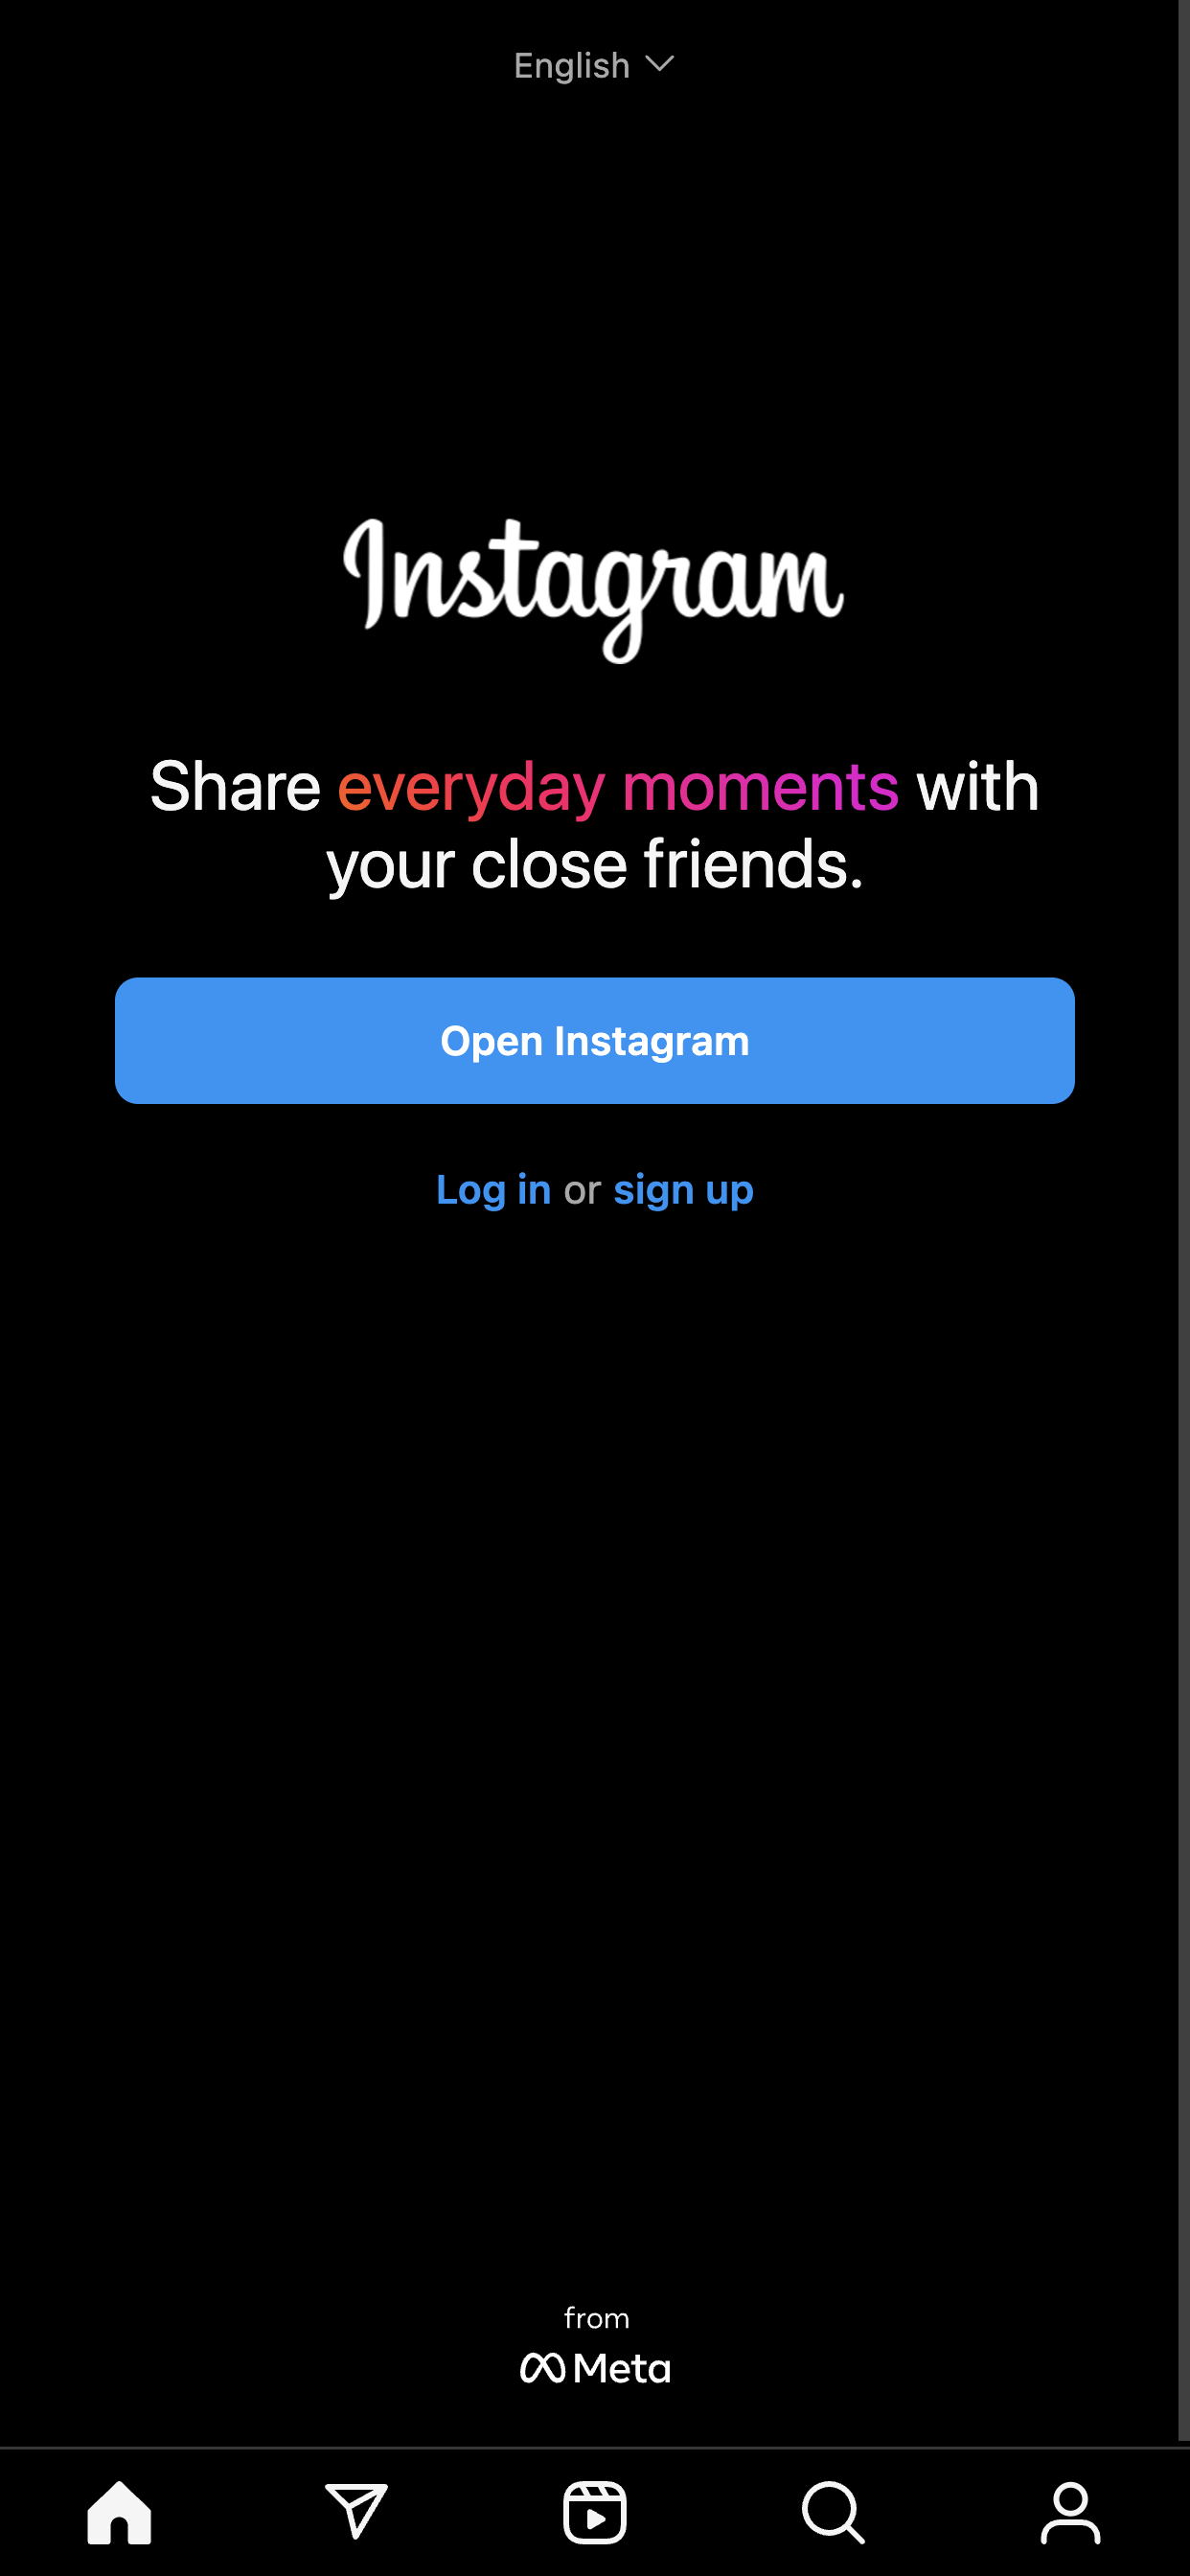 English
Instagram
Share everyday moments with
your close friends.
Open Instagram
Log in or sign up
from
Meta